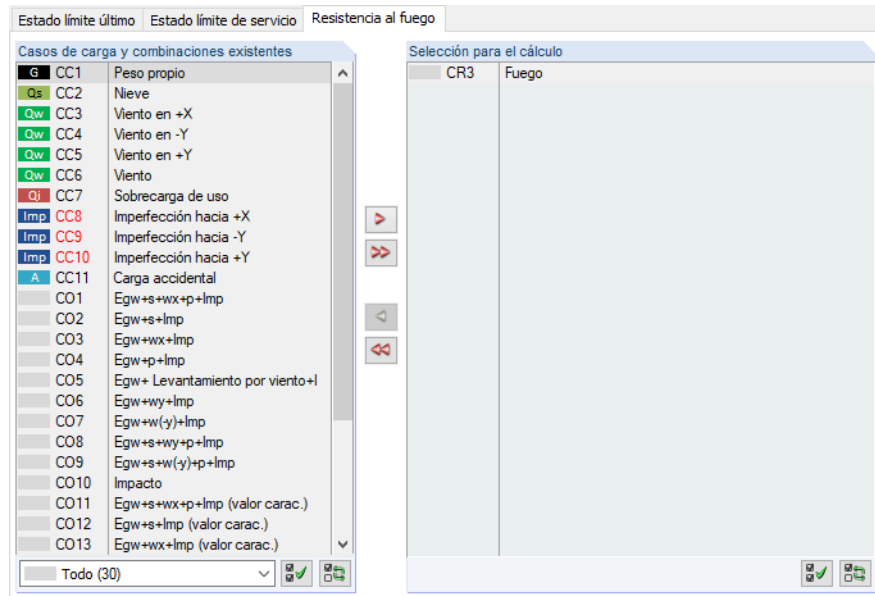 Estado límite último Estado límite de servicio Resistencia al fuego
Casos de carga y combinaciones existentes Selección para el cálculo
G CC1 Peso propio CR3 Fuego
Qs CC2 Nieve
Qw CC3 Viento en +X
Qw CC4 Viento en -Y
Qw CC5 Viento en +Y
Qw CC6 Viento
Qi CC7 Sobrecarga de uso
Imp CC8 Imperfección hacia +X
Imp CC9 Imperfección hacia -Y
Imp CC10 Imperfección hacia +Y
A CC11 Carga accidental
CO1 Egw+s+wx+p+Imp
CO2 Egw+s+Imp
CO3 Egw+wx+Imp
CO4 Egw+p+Imp
CO5 Egw+ Levantamiento por viento+I
CO6 Egw+wy+Imp
CO7 Egw+w(-y)+Imp
CO8 Egw+s+wy+p+Imp
CO9 Egw+s+w(-y)+p+Imp
CO10 Impacto
CO11 Egw+s+wx+p+Imp (valor carac.)
CO12 Egw+s+Imp (valor carac.)
CO13 Egw+wx+Imp (valor carac.)
Todo (30)